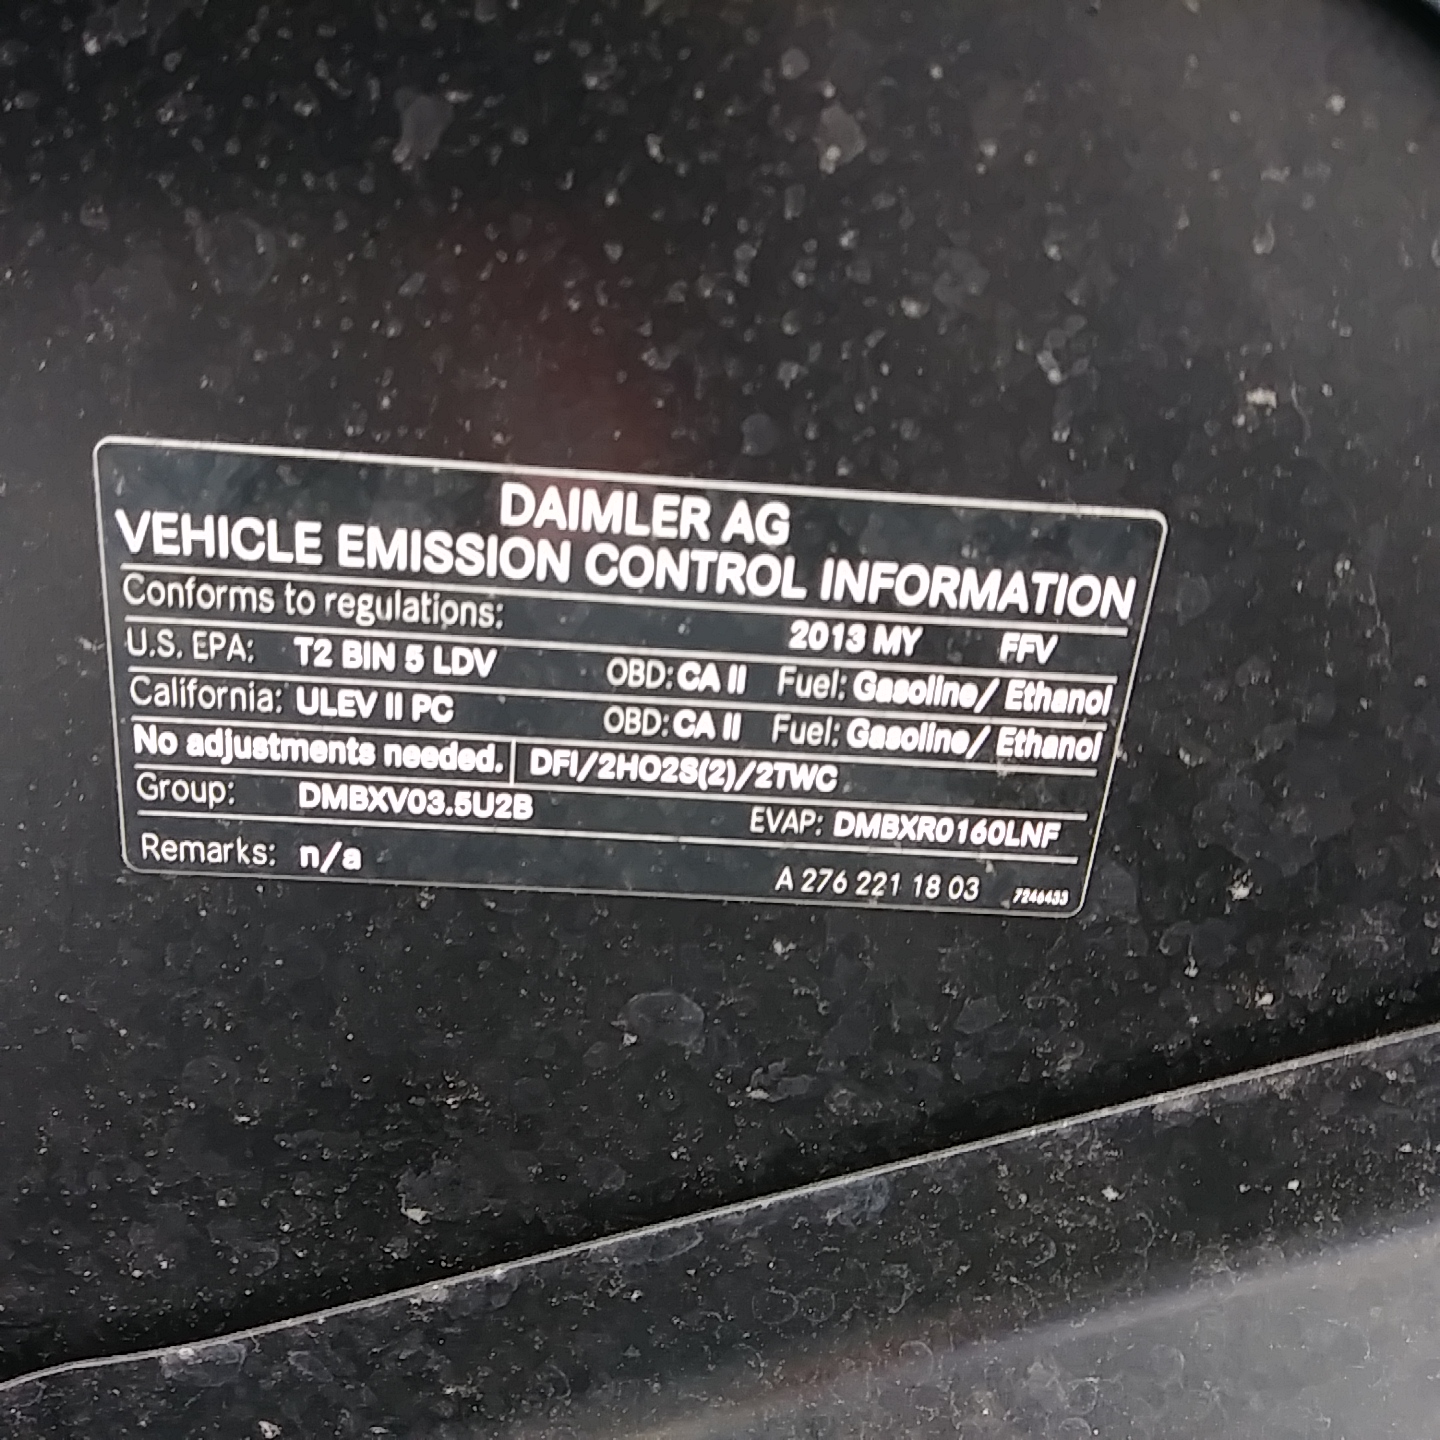 DAIMLER AG
VEHICLE EMISSION CONTROL INFORMATION
Conforms to regulations: 2013 MY FFV
U.S. EPA: T2 BIN 5 LDV OBD: CA II Fuel: Gasoline/ Ethanol
California: ULEV II PC OBD: CA II Fuel: Gasoline/ Ethanol
No adjustments needed. DFI/2HO2S(2)/2TWC
Group: DMBXV03.5U2B EVAP: DMBXR0160LNF
Remarks: n/a A 276 221 18 03 7246433